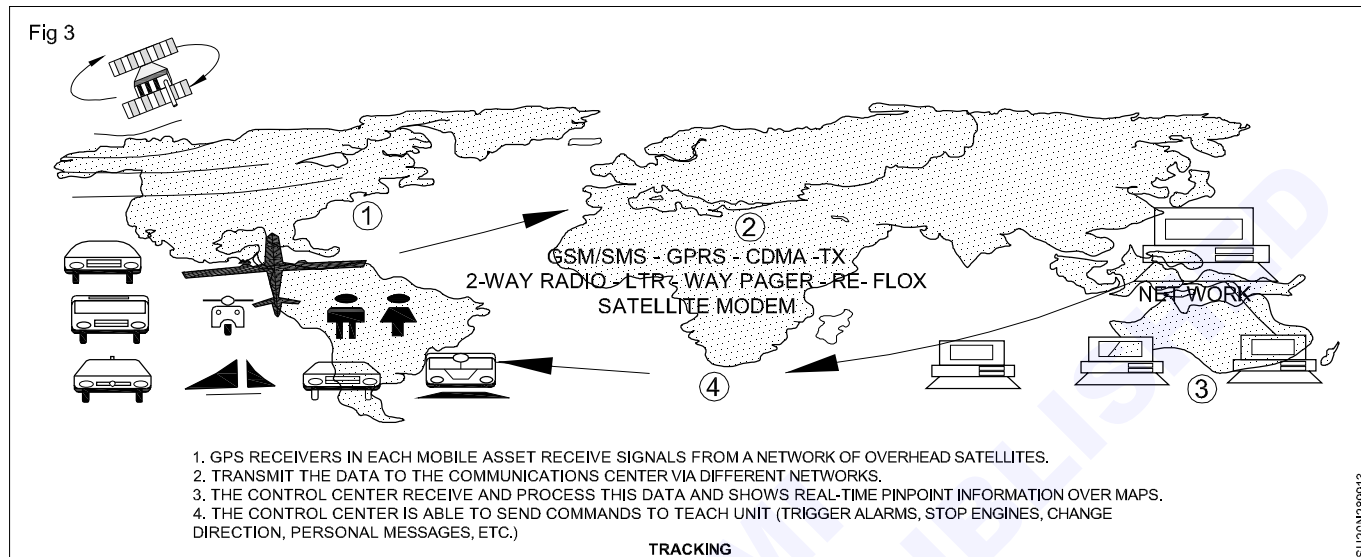 Fig 3
1
2
GSM/SMS - GPRS - CDMA -TX
2-WAY RADIO - LTR - WAY PAGER - RE- FLOX
SATELLITE MODEM
NET WORK
4
3
1. GPS RECEIVERS IN EACH MOBILE ASSET RECEIVE SIGNALS FROM A NETWORK OF OVERHEAD SATELLITES.
2. TRANSMIT THE DATA TO THE COMMUNICATIONS CENTER VIA DIFFERENT NETWORKS.
3. THE CONTROL CENTER RECEIVE AND PROCESS THIS DATA AND SHOWS REAL-TIME PINPOINT INFORMATION OVER MAPS.
4. THE CONTROL CENTER IS ABLE TO SEND COMMANDS TO TEACH UNIT (TRIGGER ALARMS, STOP ENGINES, CHANGE
DIRECTION, PERSONAL MESSAGES, ETC.)
TRACKING